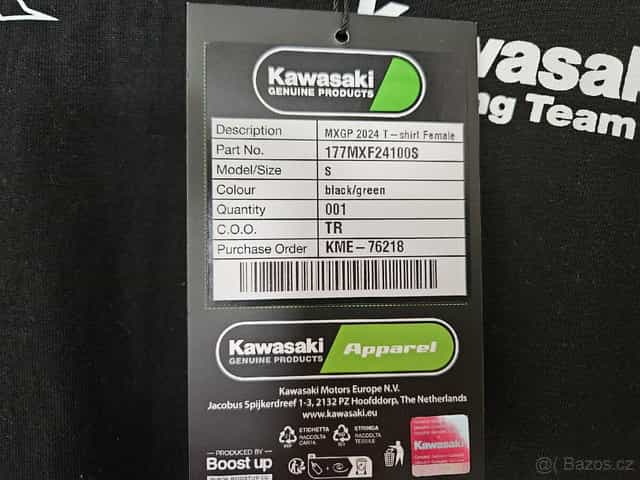 Kawasaki
GENUINE PRODUCTS
Description MXGP 2024 T-shirt Female
Part No. 177MXF24100S
Model/Size S
Colour black/green
Quantity 001
C.O.O. TR
Purchase Order KME-76218
Kawasaki
GENUINE PRODUCTS
Apparel
Kawasaki Motors Europe N.V.
Jacobus Spijkerdreef 1-3, 2132 PZ Hoofddorp, The Netherlands
www.kawasaki.eu
ETICHETTA
RACCOLTA
CARTA
STRINGA
RACCOLTA
TESSILE
PRODUCED BY
Boost up
Kawasaki
vasak
ng Team
@( Bazos.cz